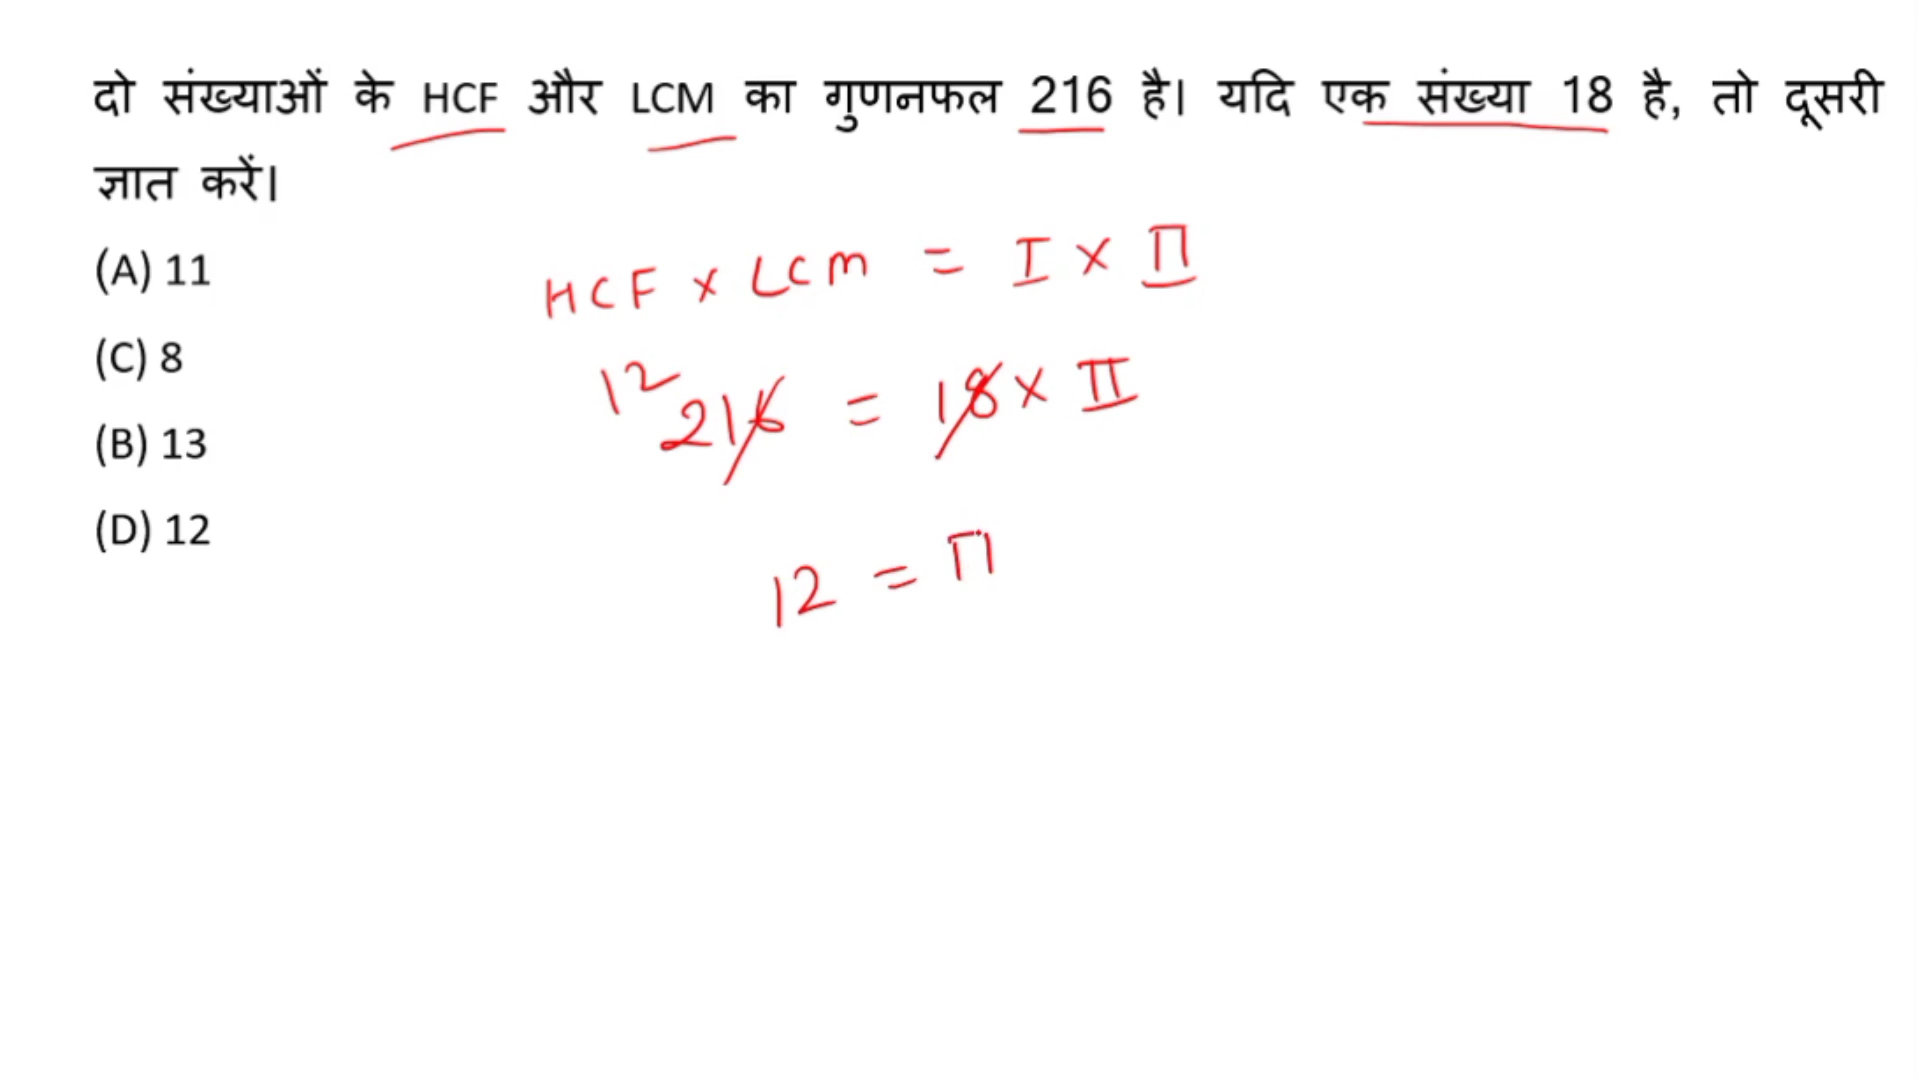 दो संख्याओं के HCF और LCM का गुणनफल 216 है। यदि एक संख्या 18 है, तो दूसरी
ज्ञात करें।
(A) 11
HCF x LCM = I x II
(C) 8
12
216 = 18 x II
(B) 13
(D) 12
12 = II